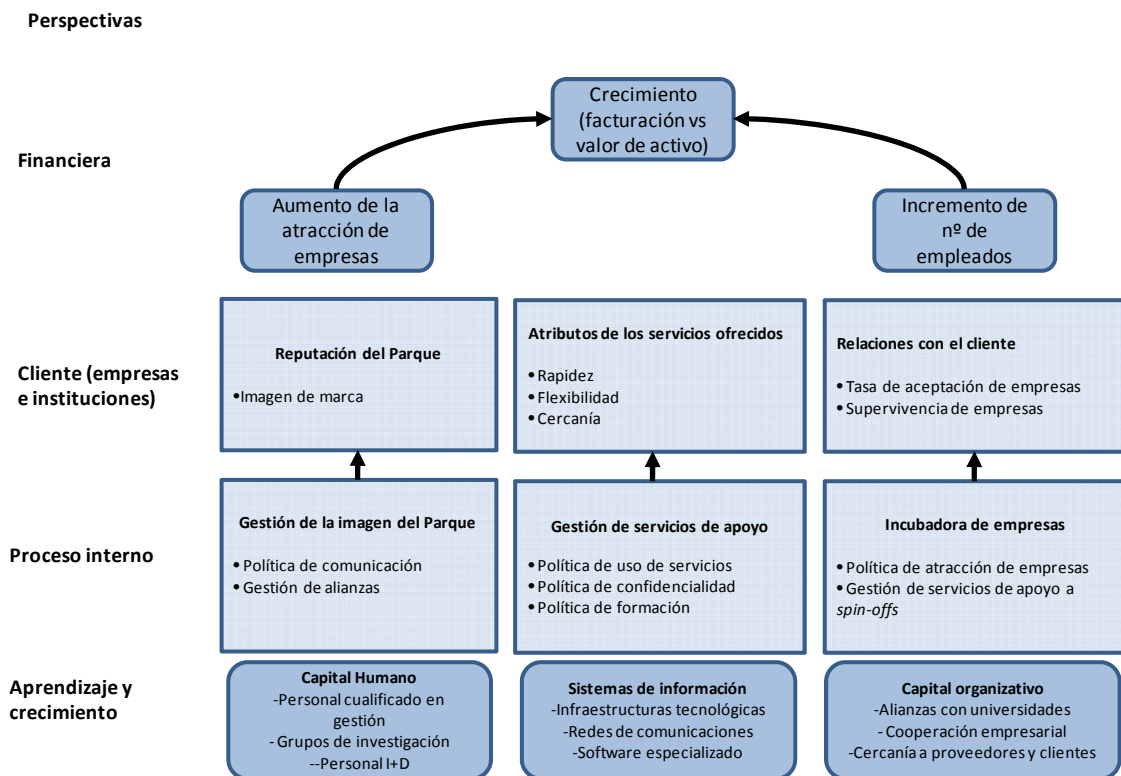 Perspectivas
Financiera
Crecimiento
(facturación vs
valor de activo)
Aumento de la
atracción de
empresas
Incremento de
nº de
empleados
Cliente (empresas
e instituciones)
Reputación del Parque
•Imagen de marca
Atributos de los servicios ofrecidos
• Rapidez
• Flexibilidad
• Cercanía
Relaciones con el cliente
• Tasa de aceptación de empresas
• Supervivencia de empresas
Proceso interno
Gestión de la imagen del Parque
• Política de comunicación
• Gestión de alianzas
Gestión de servicios de apoyo
• Política de uso de servicios
• Política de confidencialidad
• Política de formación
Incubadora de empresas
• Política de atracción de empresas
• Gestión de servicios de apoyo a
spin-offs
Aprendizaje y
crecimiento
Capital Humano
-Personal cualificado en
gestión
- Grupos de investigación
--Personal I+D
Sistemas de información
-Infraestructuras tecnológicas
-Redes de comunicaciones
-Software especializado
Capital organizativo
-Alianzas con universidades
- Cooperación empresarial
-Cercanía a proveedores y clientes